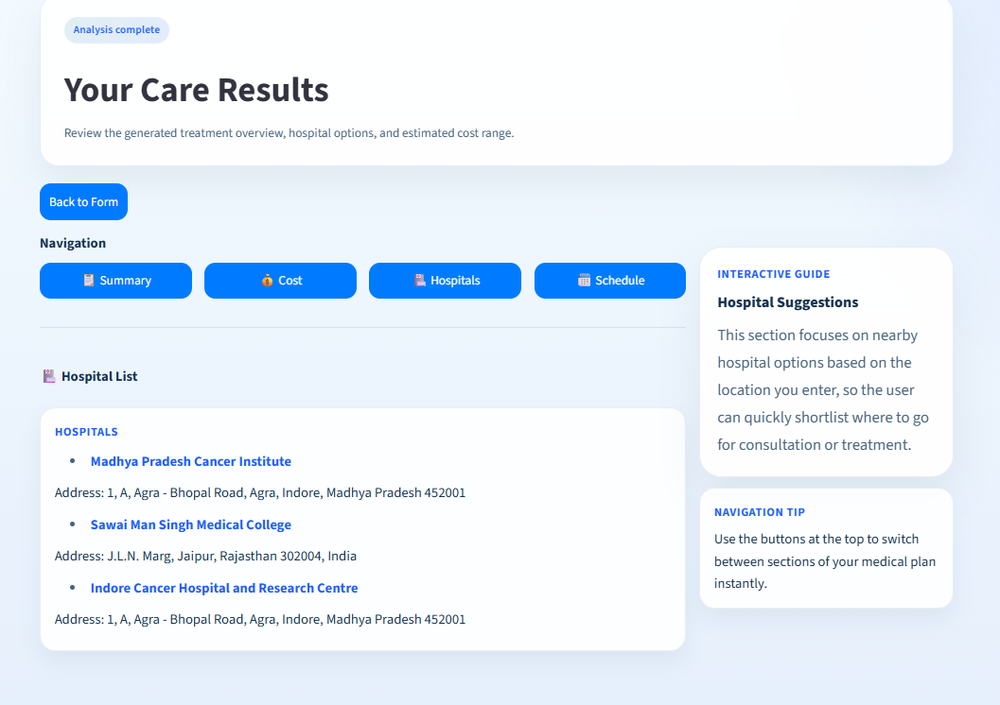 Analysis complete
Your Care Results
Review the generated treatment overview, hospital options, and estimated cost range.
Back to Form
Navigation
Summary
Cost
Hospitals
Schedule
Hospital List
HOSPITALS
Madhya Pradesh Cancer Institute
Address: 1, A, Agra - Bhopal Road, Agra, Indore, Madhya Pradesh 452001
Sawai Man Singh Medical College
Address: J.L.N. Marg, Jaipur, Rajasthan 302004, India
Indore Cancer Hospital and Research Centre
Address: 1, A, Agra - Bhopal Road, Agra, Indore, Madhya Pradesh 452001
INTERACTIVE GUIDE
Hospital Suggestions
This section focuses on nearby
hospital options based on the
location you enter, so the user
can quickly shortlist where to go
for consultation or treatment.
NAVIGATION TIP
Use the buttons at the top to switch
between sections of your medical plan
instantly.